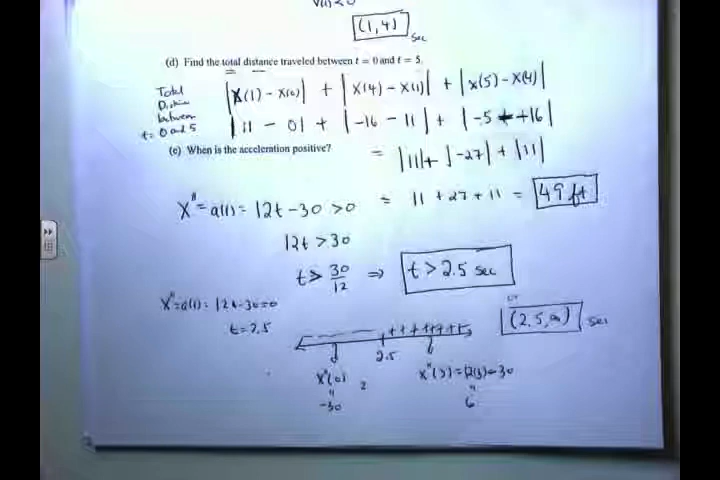 v(t) < 0
(1, 4) sec
(d) Find the total distance traveled between t = 0 and t = 5.
Total Distance between t = 0 and 5
|X(1) - X(0)| + |X(4) - X(1)| + |X(5) - X(4)|
|11 - 0| + |-16 - 11| + |-5 + +16|
(e) When is the acceleration positive?
= |11| + |-27| + |11|
X" = a(t) = 12t - 30 > 0
= 11 + 27 + 11 = 49 ft
12t > 30
t > 30/12 ⇒ t > 2.5 sec
X" = a(t) = 12t - 30 = 0
t = 2.5
or
(2.5, ∞) sec
- - - - - + + + + + + +
2.5
X"(0)
"
-30
X"(3) = 12(3) - 30
"
6